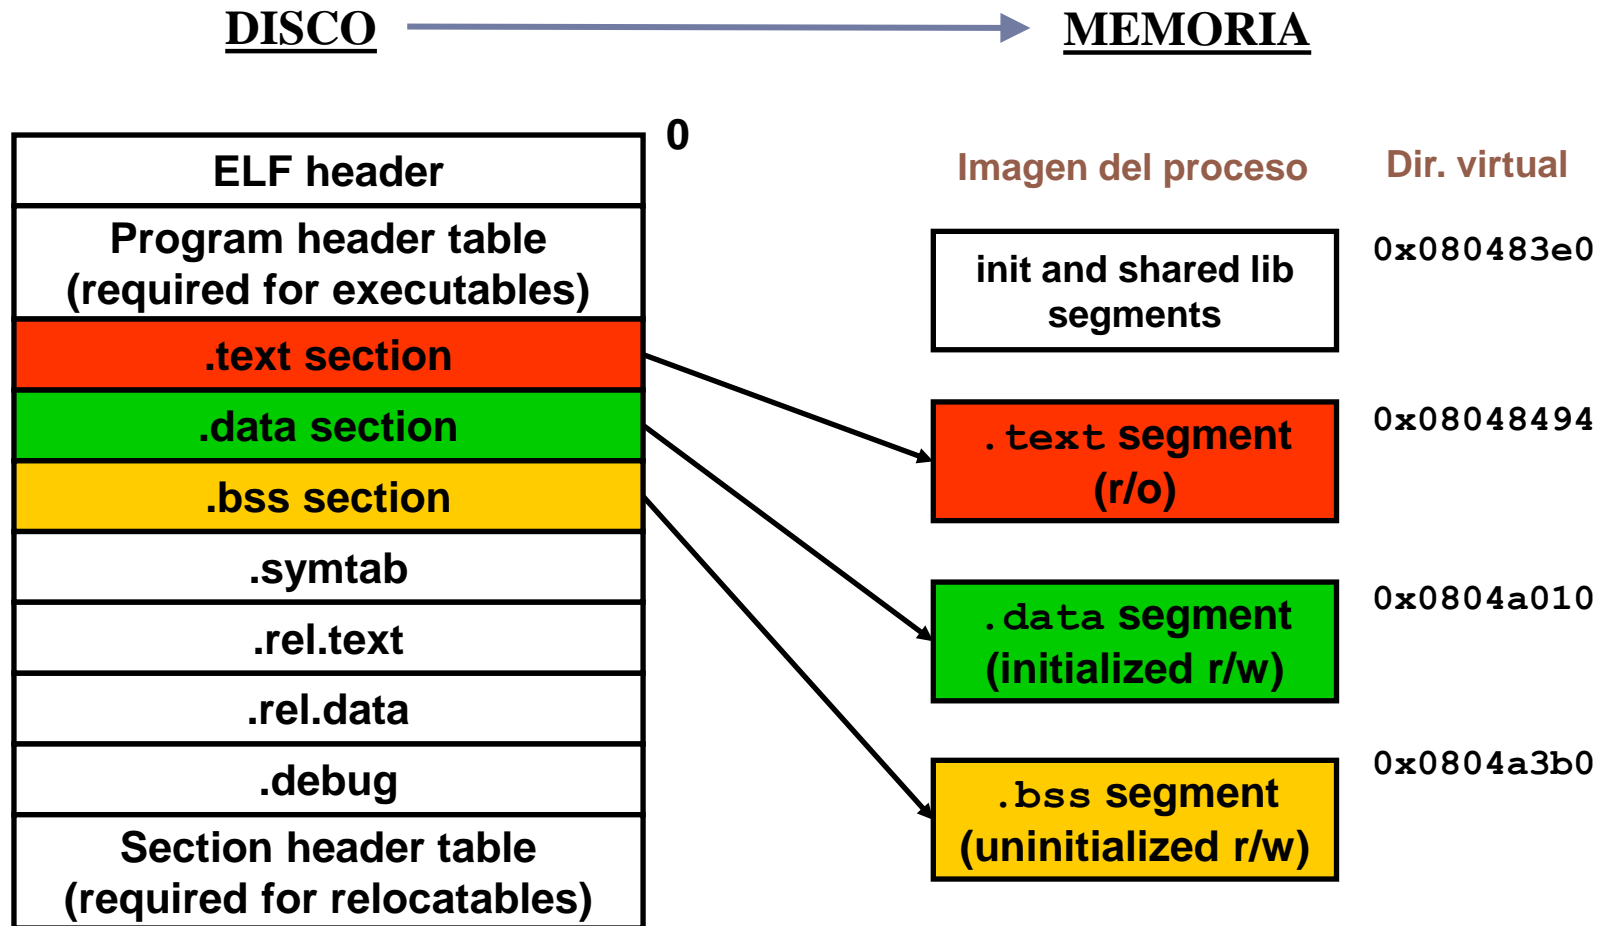 DISCO
MEMORIA
0
ELF header
Program header table
(required for executables)
.text section
.data section
.bss section
.symtab
.rel.text
.rel.data
.debug
Section header table
(required for relocatables)
Imagen del proceso
Dir. virtual
init and shared lib
segments
0x080483e0
.text segment
(r/o)
0x08048494
.data segment
(initialized r/w)
0x0804a010
.bss segment
(uninitialized r/w)
0x0804a3b0